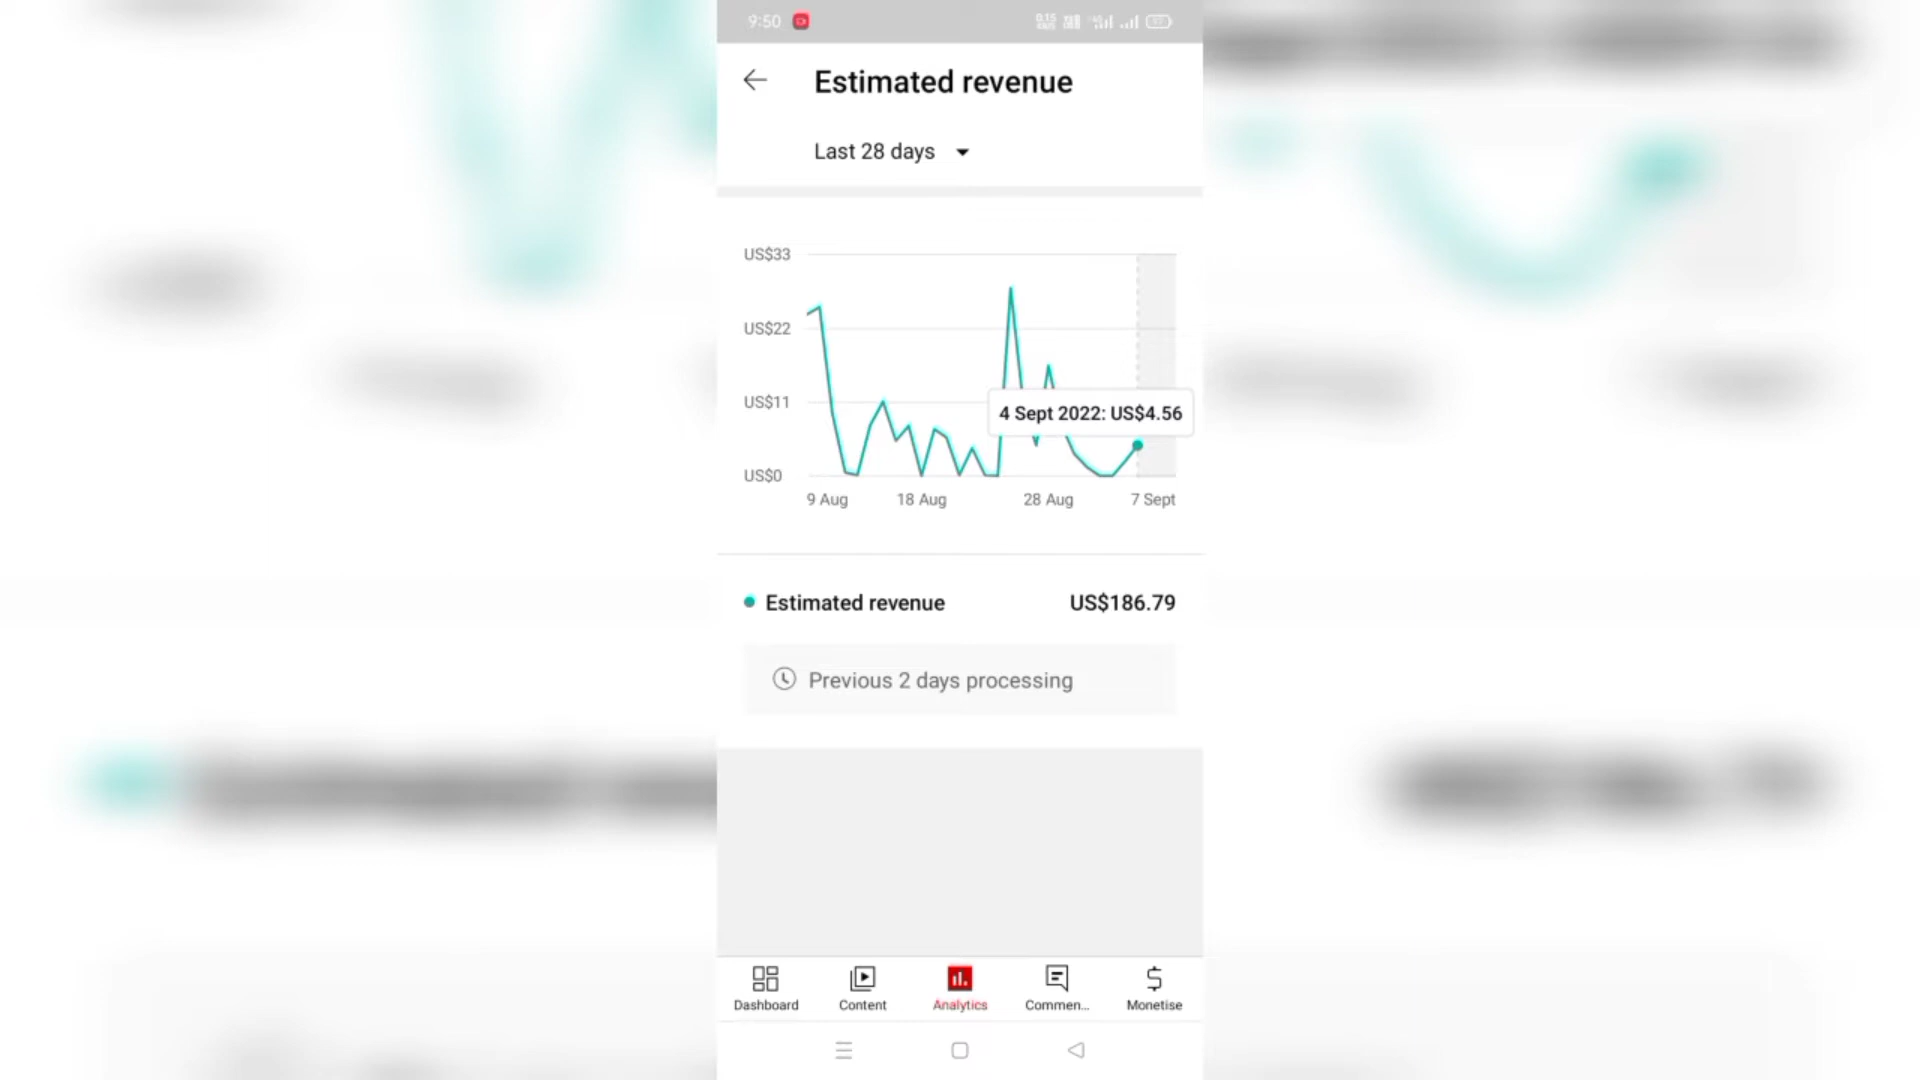 9:50
Estimated revenue
Last 28 days
US$33
US$22
US$11
US$0
4 Sept 2022: US$4.56
9 Aug 18 Aug 28 Aug 7 Sept
Estimated revenue US$186.79
Previous 2 days processing
Dashboard Content Analytics Commen... Monetise